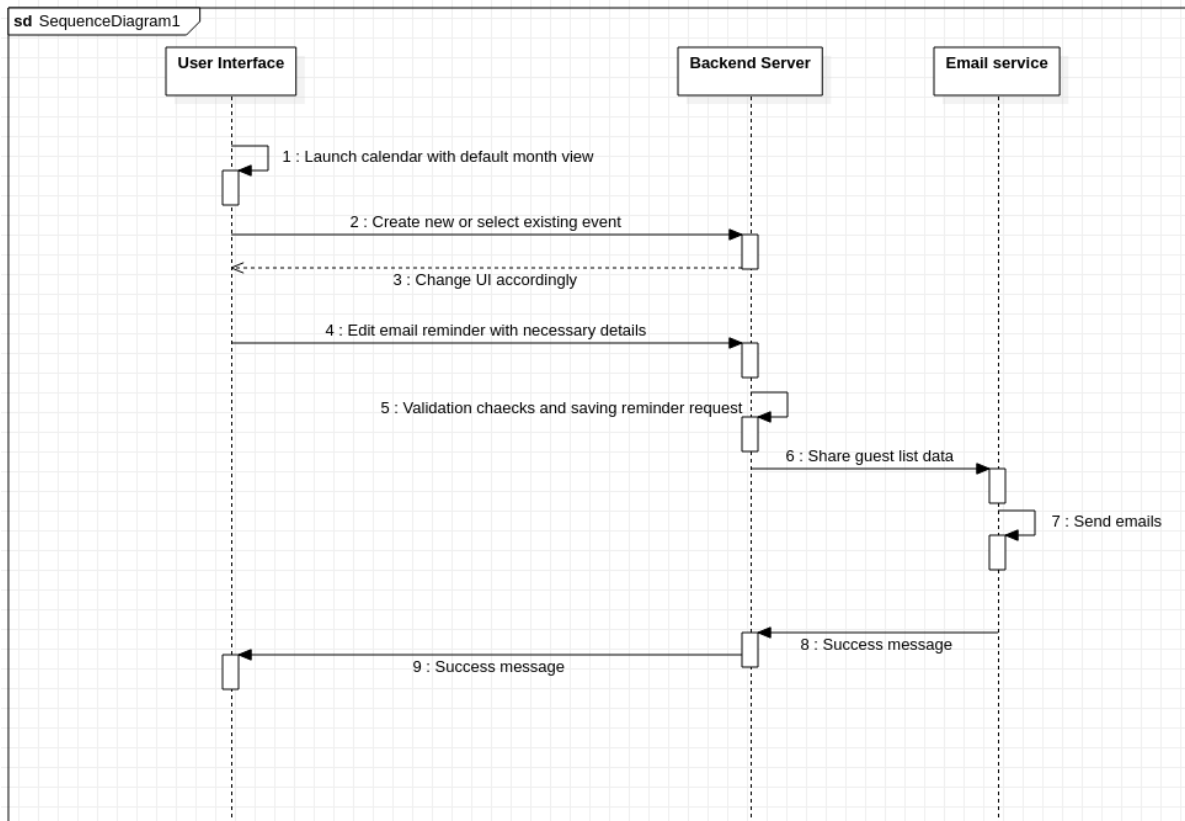 sd SequenceDiagram1
User Interface
Backend Server
Email service
1 : Launch calendar with default month view
2 : Create new or select existing event
3 : Change UI accordingly
4 : Edit email reminder with necessary details
5 : Validation chaecks and saving reminder request
6 : Share guest list data
7 : Send emails
8 : Success message
9 : Success message